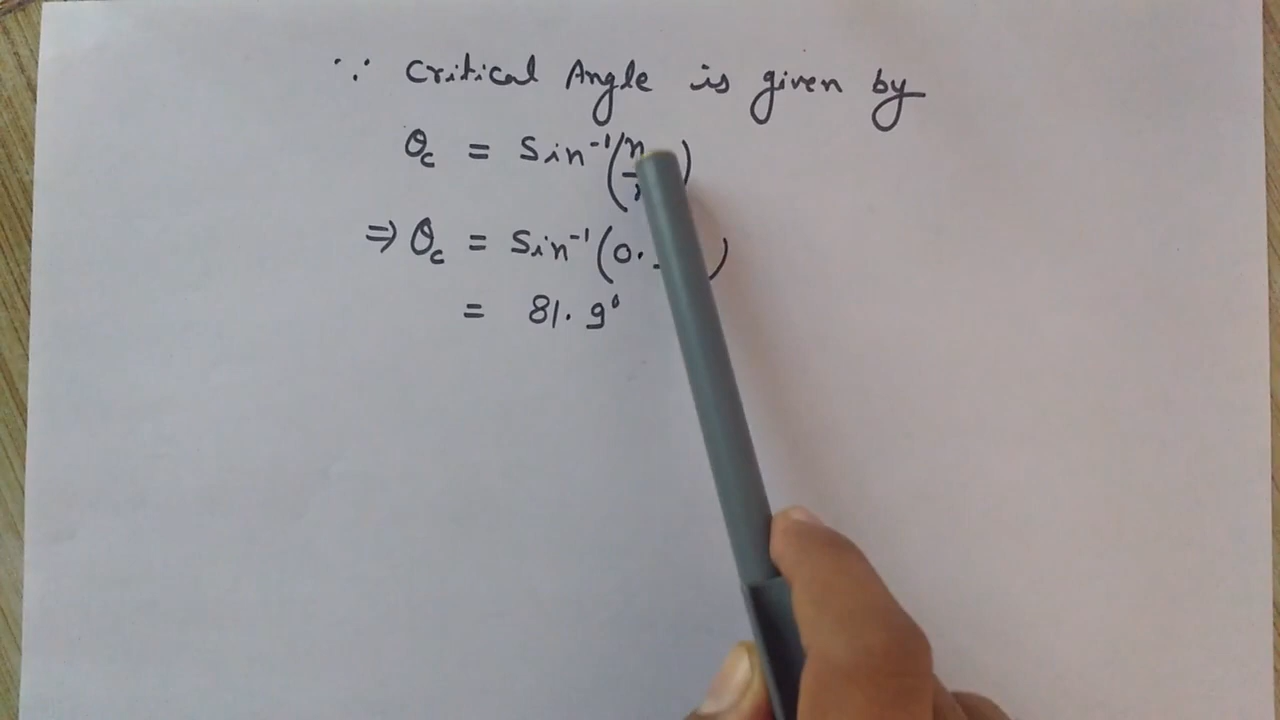 ∵ Critical Angle is given by
θc = Sin⁻¹(n
⇒ θc = Sin⁻¹(0. )
= 81.9°